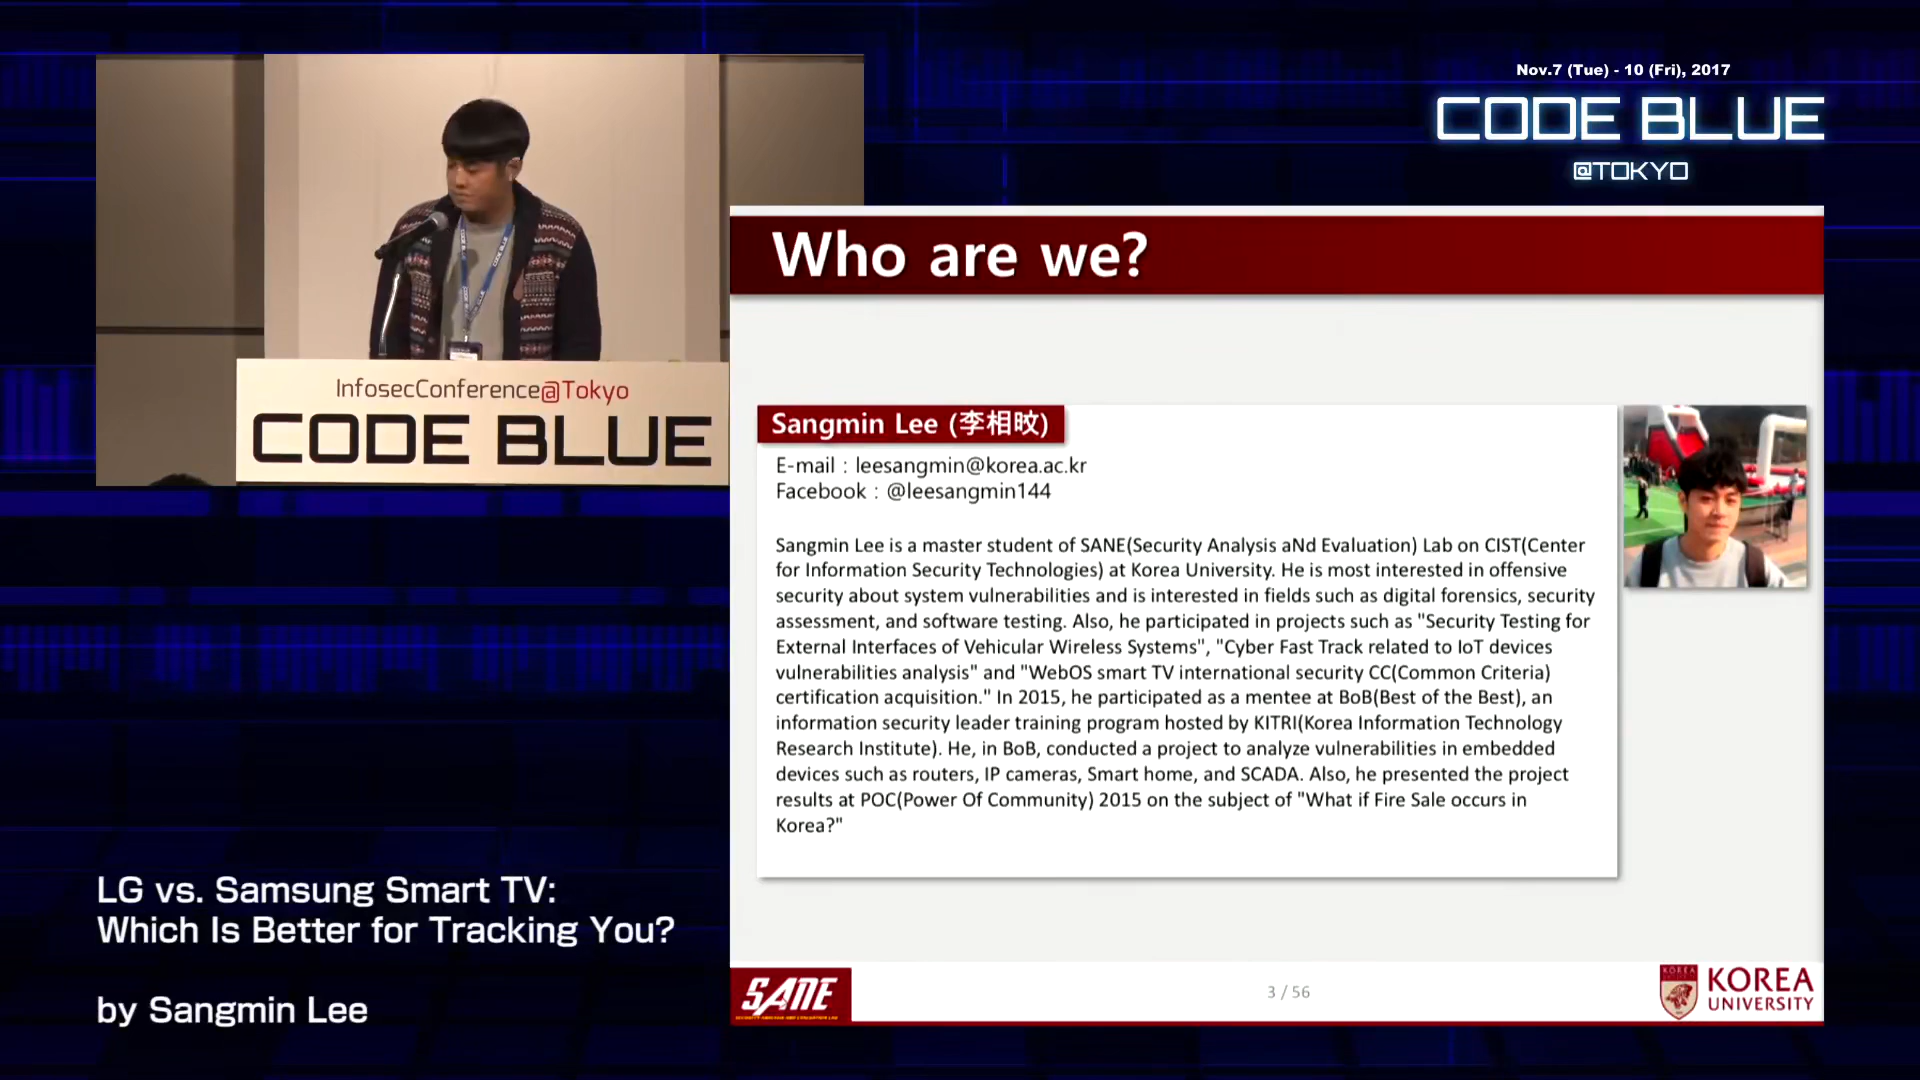 Nov.7 (Tue) - 10 (Fri), 2017
CODE BLUE
@TOKYO
InfosecConference@Tokyo
CODE BLUE
CODE BLUE
Who are we?
Sangmin Lee (李相旼)
E-mail : leesangmin@korea.ac.kr
Facebook : @leesangmin144
Sangmin Lee is a master student of SANE(Security Analysis aNd Evaluation) Lab on CIST(Center
for Information Security Technologies) at Korea University. He is most interested in offensive
security about system vulnerabilities and is interested in fields such as digital forensics, security
assessment, and software testing. Also, he participated in projects such as "Security Testing for
External Interfaces of Vehicular Wireless Systems", "Cyber Fast Track related to IoT devices
vulnerabilities analysis" and "WebOS smart TV international security CC(Common Criteria)
certification acquisition." In 2015, he participated as a mentee at BoB(Best of the Best), an
information security leader training program hosted by KITRI(Korea Information Technology
Research Institute). He, in BoB, conducted a project to analyze vulnerabilities in embedded
devices such as routers, IP cameras, Smart home, and SCADA. Also, he presented the project
results at POC(Power Of Community) 2015 on the subject of "What if Fire Sale occurs in
Korea?"
LG vs. Samsung Smart TV:
Which Is Better for Tracking You?
by Sangmin Lee
SANE
SECURITY ANALYSIS AND EVALUATION LAB
3 / 56
KOREA
KOREA
UNIVERSITY